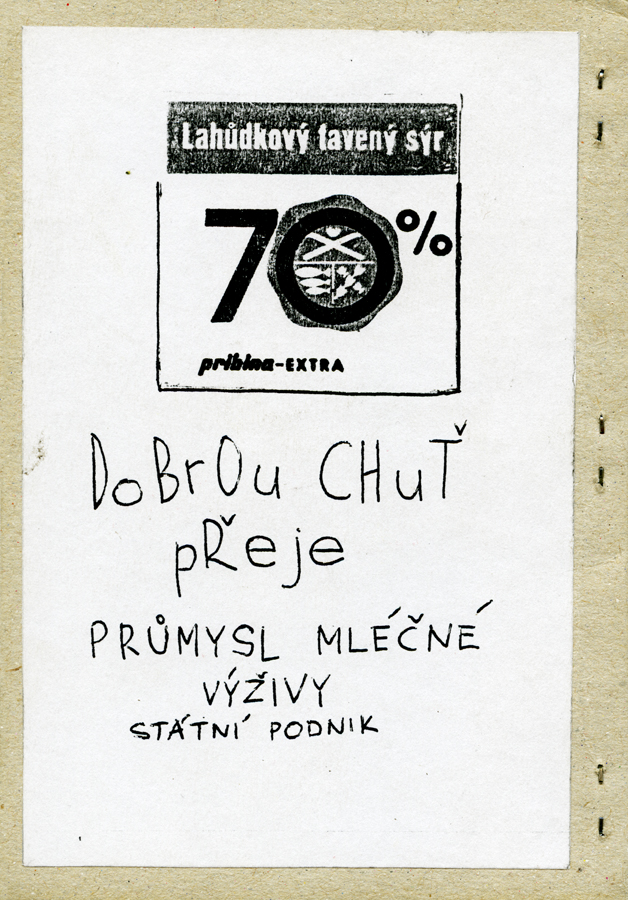 Lahůdkový tavený sýr
70%
pribina-EXTRA
DoBrOu CHuŤ
přeje
PRŮMYSL MLÉČNÉ
VÝŽIVY
STÁTNÍ PODNIK